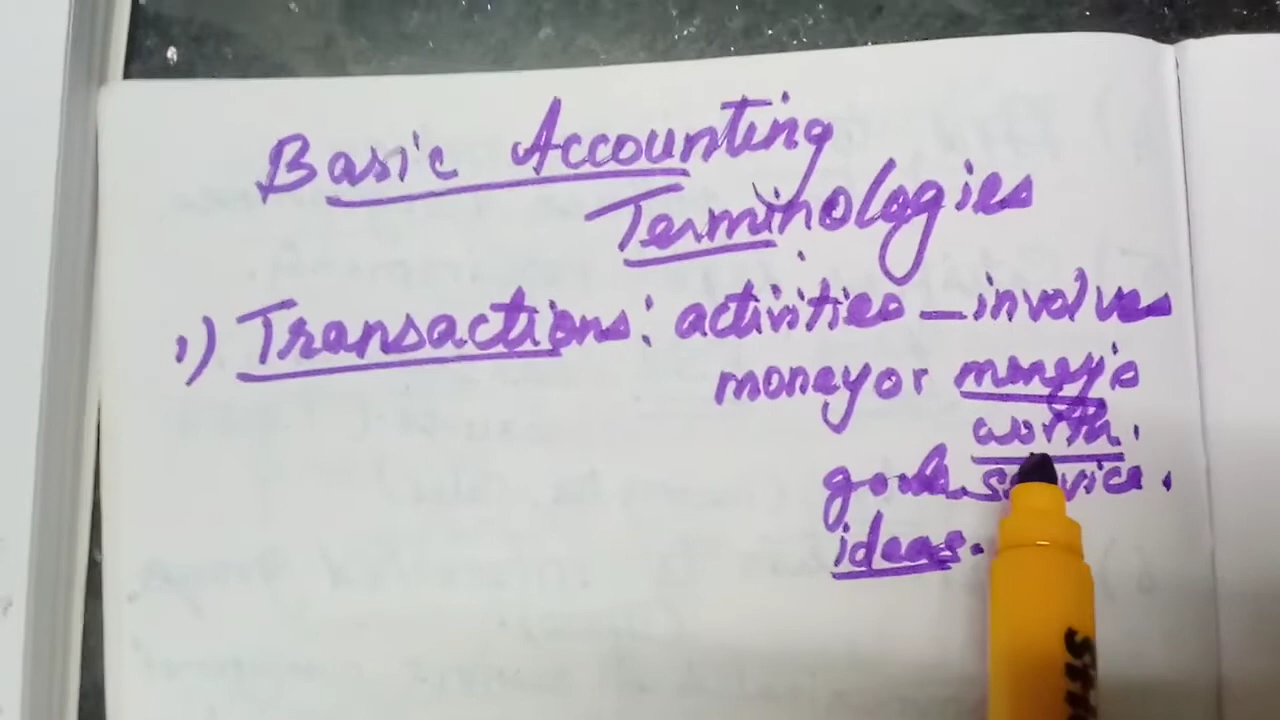 Basic Accounting
Terminologies
1) Transactions: activities – involves
money or money's
worth.
goods. service.
ideas.